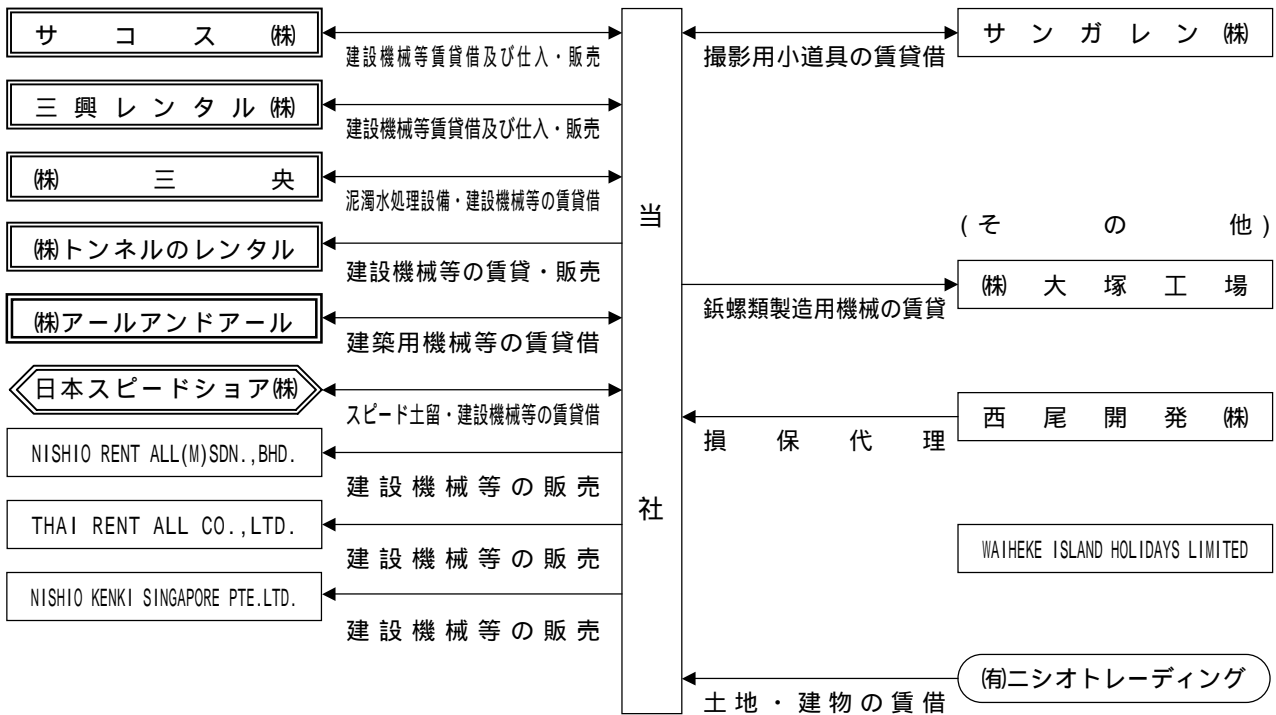 サコス㈱
建設機械等賃貸借及び仕入・販売
三興レンタル㈱
建設機械等賃貸借及び仕入・販売
㈱三央
泥濁水処理設備・建設機械等の賃貸借
㈱トンネルのレンタル
建設機械等の賃貸・販売
㈱アールアンドアール
建築用機械等の賃貸借
日本スピードショア㈱
スピード土留・建設機械等の賃貸借
NISHIO RENT ALL(M)SDN.,BHD.
建設機械等の販売
THAI RENT ALL CO.,LTD.
建設機械等の販売
NISHIO KENKI SINGAPORE PTE.LTD.
建設機械等の販売
当社
サンガレン㈱
撮影用小道具の賃貸借
(その他)
㈱大塚工場
鋲螺類製造用機械の賃貸
西尾開発㈱
損保代理
WAIHEKE ISLAND HOLIDAYS LIMITED
㈲ニシオトレーディング
土地・建物の賃借